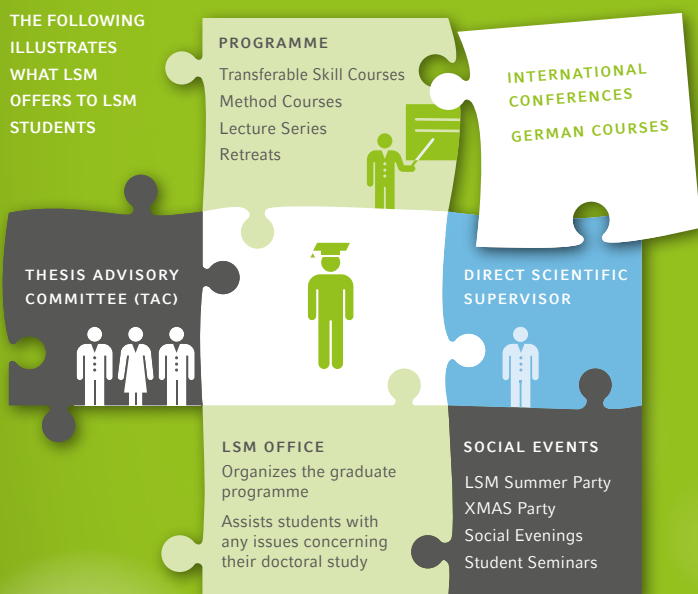 THE FOLLOWING
ILLUSTRATES
WHAT LSM
OFFERS TO LSM
STUDENTS
PROGRAMME
Transferable Skill Courses
Method Courses
Lecture Series
Retreats
INTERNATIONAL
CONFERENCES
GERMAN COURSES
THESIS ADVISORY
COMMITTEE (TAC)
DIRECT SCIENTIFIC
SUPERVISOR
LSM OFFICE
Organizes the graduate
programme
Assists students with
any issues concerning
their doctoral study
SOCIAL EVENTS
LSM Summer Party
XMAS Party
Social Evenings
Student Seminars